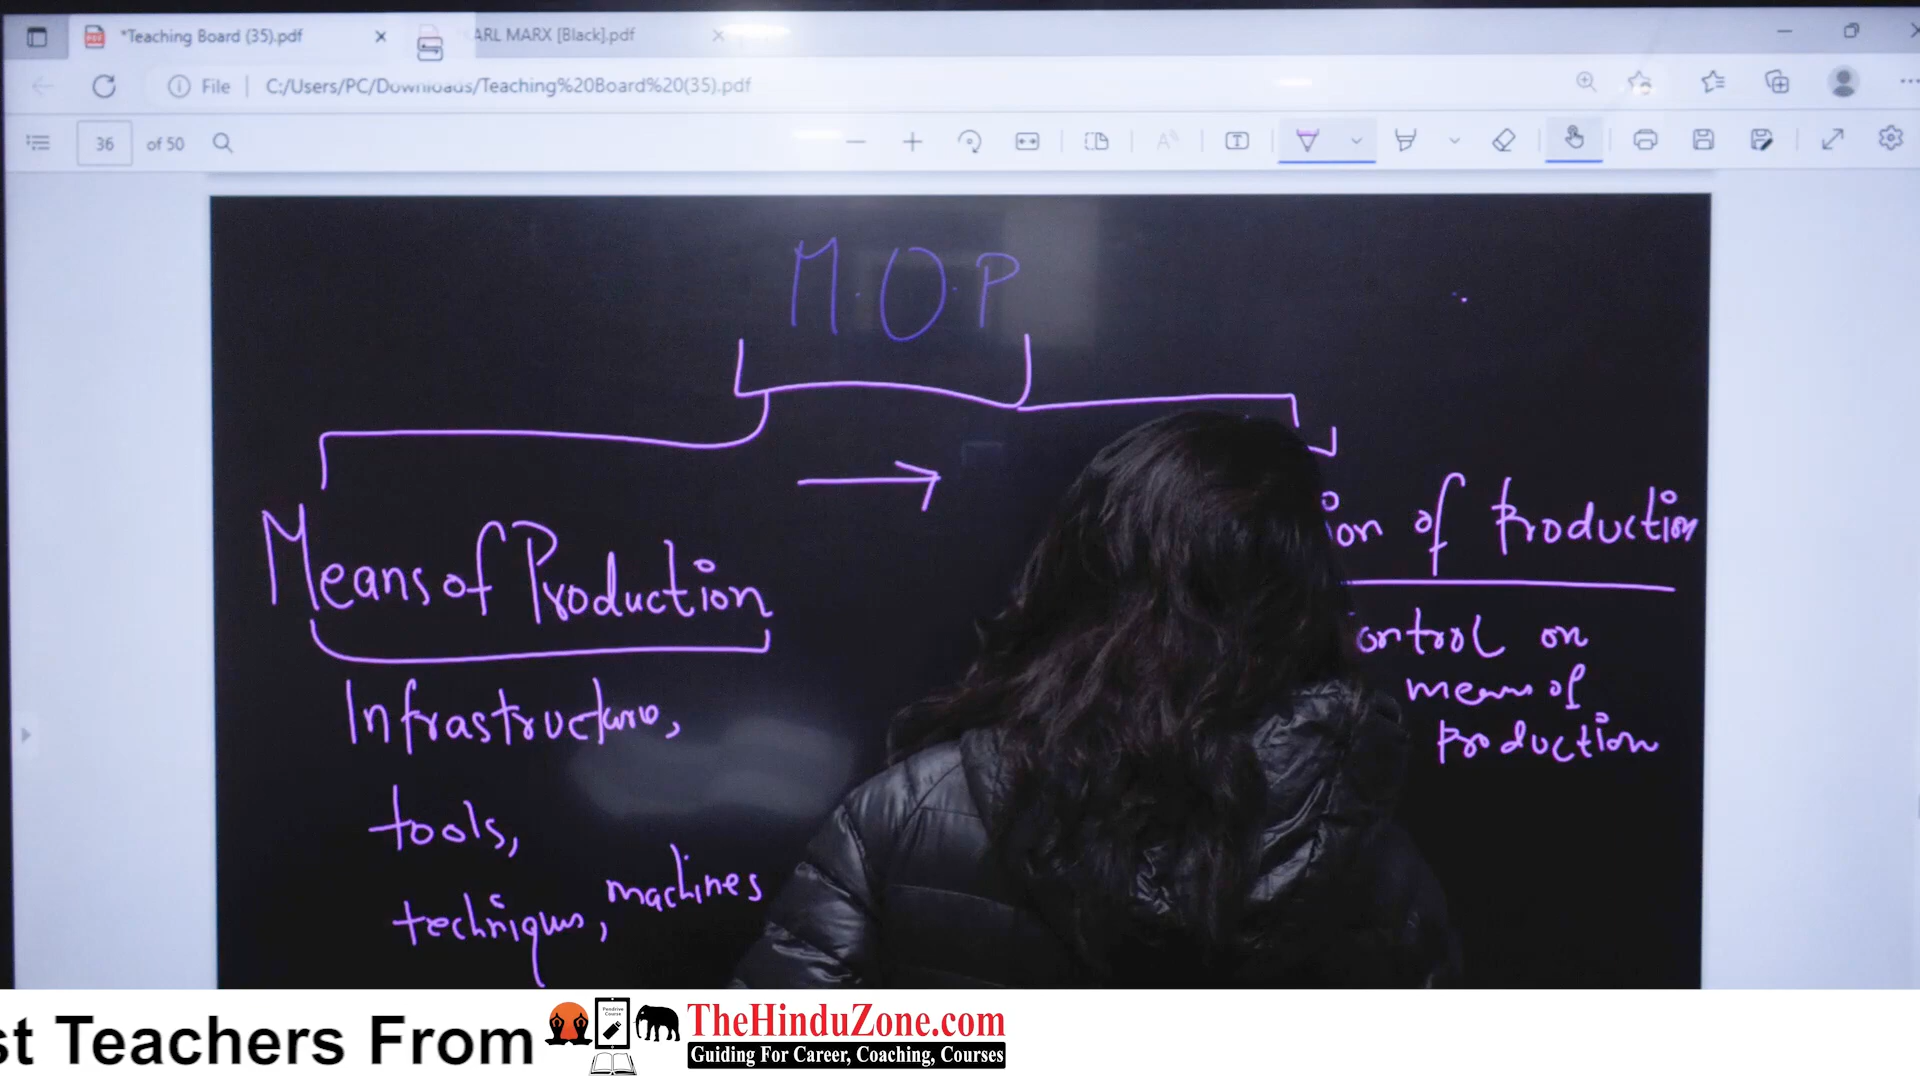 *Teaching Board (35).pdf
ARL MARX [Black].pdf
File
C:/Users/PC/Downloads/Teaching%20Board%20(35).pdf
36 of 50
M.O.P
Means of Production
ion of Production
Infrastructure,
tools,
techniques, machines
ontrol on
means of
production
st Teachers From
TheHinduZone.com
Guiding For Career, Coaching, Courses